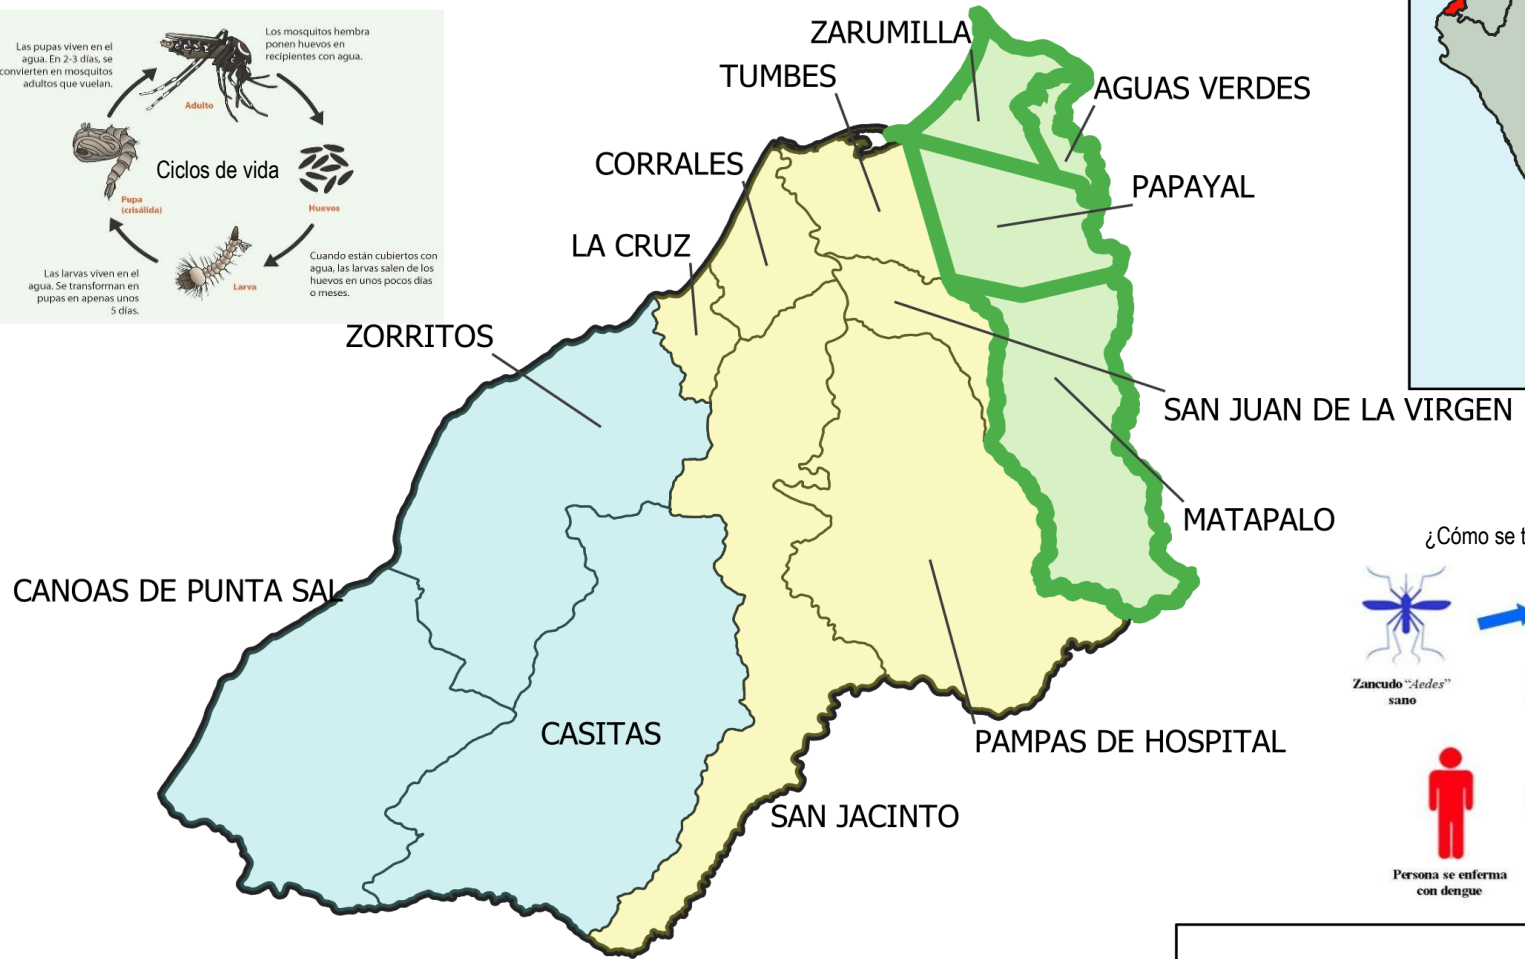 Las pupas viven en el
agua. En 2-3 días, se
convierten en mosquitos
adultos que vuelan.
Los mosquitos hembra
ponen huevos en
recipientes con agua.
Adulto
Ciclos de vida
Pupa
(crisálida)
Huevos
Las larvas viven en el
agua. Se transforman en
pupas en apenas unos
5 días.
Larva
Cuando están cubiertos con
agua, las larvas salen de los
huevos en unos pocos días
o meses.
ZARUMILLA
TUMBES
AGUAS VERDES
CORRALES
PAPAYAL
LA CRUZ
ZORRITOS
SAN JUAN DE LA VIRGEN
MATAPALO
CANOAS DE PUNTA SAL
CASITAS
PAMPAS DE HOSPITAL
SAN JACINTO
¿Cómo se t
Zancudo "Aedes"
sano
Persona se enferma
con dengue